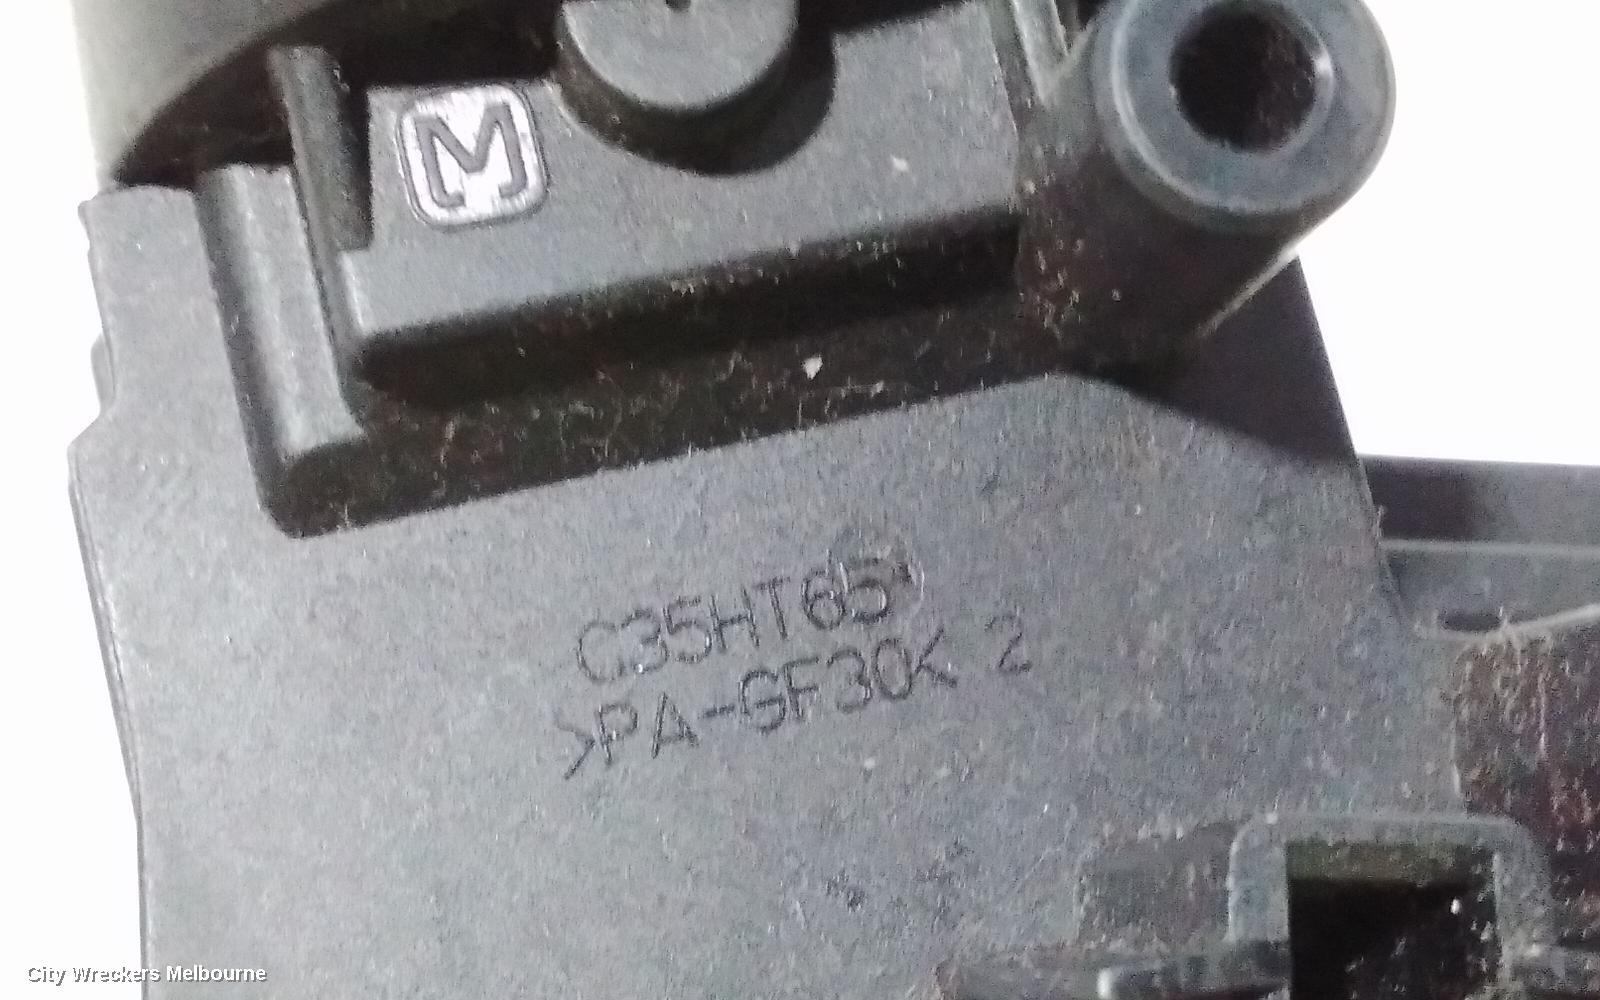 M
C35HT65
>PA-GF30< 2
City Wreckers Melbourne